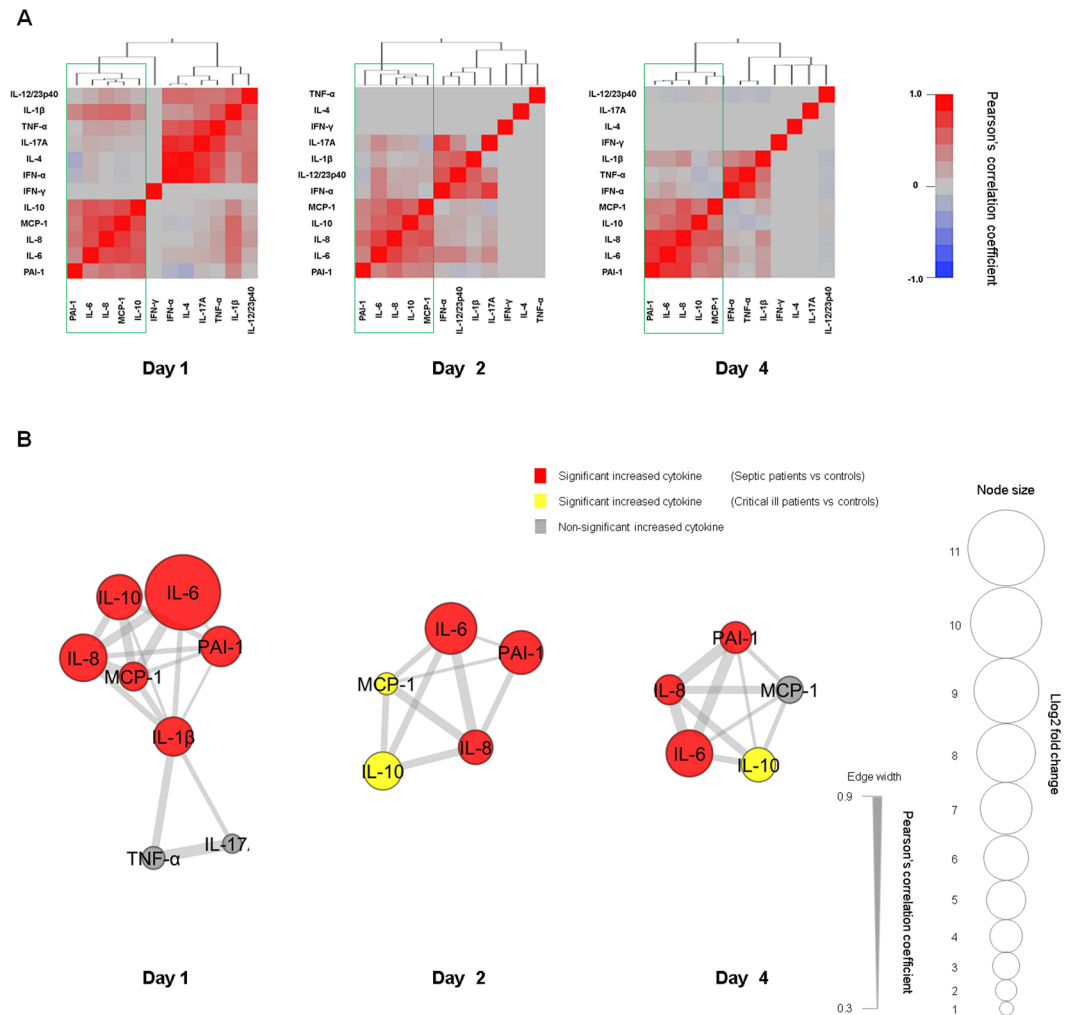 A
IL-12/23p40
IL-1β
TNF-α
IL-17A
IL-4
IFN-α
IFN-γ
IL-10
MCP-1
IL-8
IL-6
PAI-1
PAI-1
IL-6
IL-8
MCP-1
IL-10
IFN-γ
IFN-α
IL-4
IL-17A
TNF-α
IL-1β
IL-12/23p40
Day 1
TNF-α
IL-4
IFN-γ
IL-17A
IL-1β
IL-12/23p40
IFN-α
MCP-1
IL-10
IL-8
IL-6
PAI-1
PAI-1
IL-6
IL-8
IL-10
MCP-1
IFN-α
IL-12/23p40
IL-1β
IL-17A
IFN-γ
IL-4
TNF-α
Day 2
IL-12/23p40
IL-17A
IL-4
IFN-γ
IL-1β
TNF-α
IFN-α
MCP-1
IL-10
IL-8
IL-6
PAI-1
PAI-1
IL-6
IL-8
IL-10
MCP-1
IFN-α
TNF-α
IL-1β
IFN-γ
IL-4
IL-17A
IL-12/23p40
Day 4
1.0
0
-1.0
Pearson's correlation coefficient
B
Significant increased cytokine (Septic patients vs controls)
Significant increased cytokine (Critical ill patients vs controls)
Non-significant increased cytokine
IL-10
IL-6
IL-8
MCP-1
PAI-1
IL-1β
TNF-α
IL-17
Day 1
IL-6
PAI-1
MCP-1
IL-8
IL-10
Day 2
PAI-1
IL-8
MCP-1
IL-6
IL-10
Day 4
Edge width
0.9
0.3
Pearson's correlation coefficient
Node size
11
10
9
8
7
6
5
4
3
2
1
Llog2 fold change